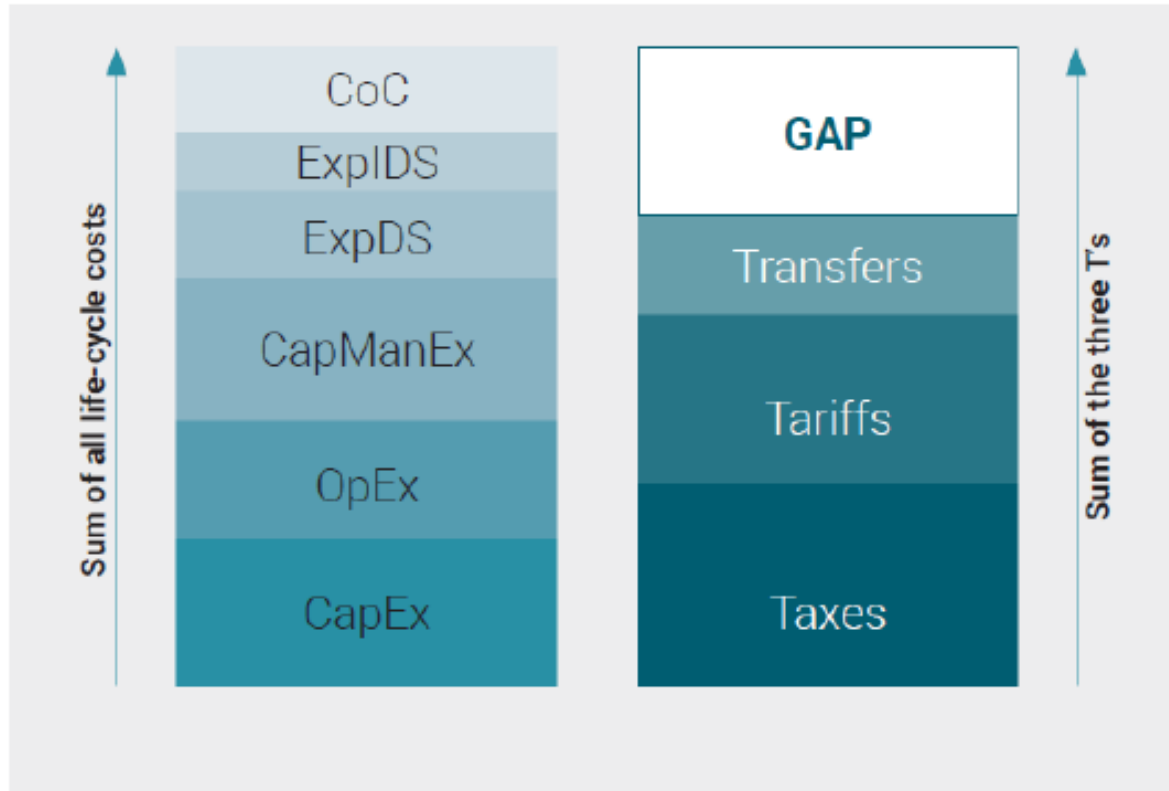 Sum of all life-cycle costs
CoC
ExpIDS
ExpDS
CapManEx
OpEx
CapEx
GAP
Transfers
Tariffs
Taxes
Sum of the three T's